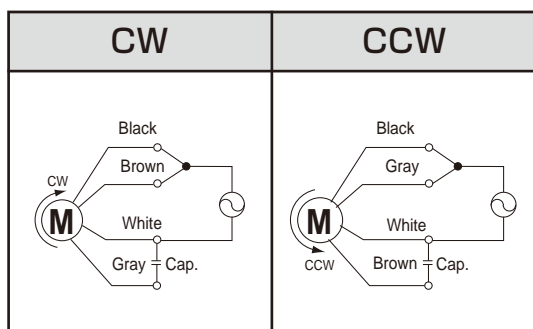 CW
CCW
Black
Brown
CW
M
White
Gray
Cap.
Black
Gray
M
White
CCW
Brown
Cap.